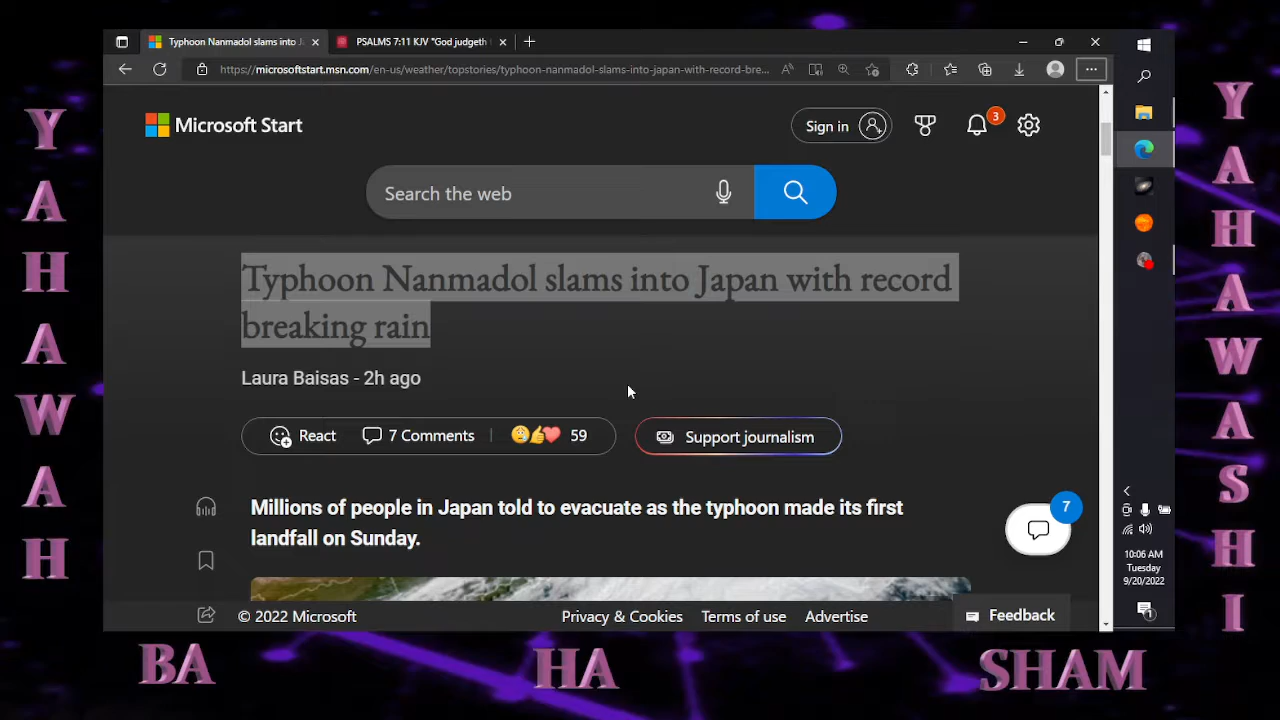 Typhoon Nanmadol slams into J
PSALMS 7:11 KJV "God judgeth
https://microsoftstart.msn.com/en-us/weather/topstories/typhoon-nanmadol-slams-into-japan-with-record-bre...
Microsoft Start
Sign in
3
Search the web
Typhoon Nanmadol slams into Japan with record
breaking rain
Laura Baisas - 2h ago
React
7 Comments
59
Support journalism
Millions of people in Japan told to evacuate as the typhoon made its first
landfall on Sunday.
7
© 2022 Microsoft
Privacy & Cookies
Terms of use
Advertise
Feedback
10:06 AM
Tuesday
9/20/2022
1
YAHAWAH
YAHAWASHI
BA
HA
SHAM